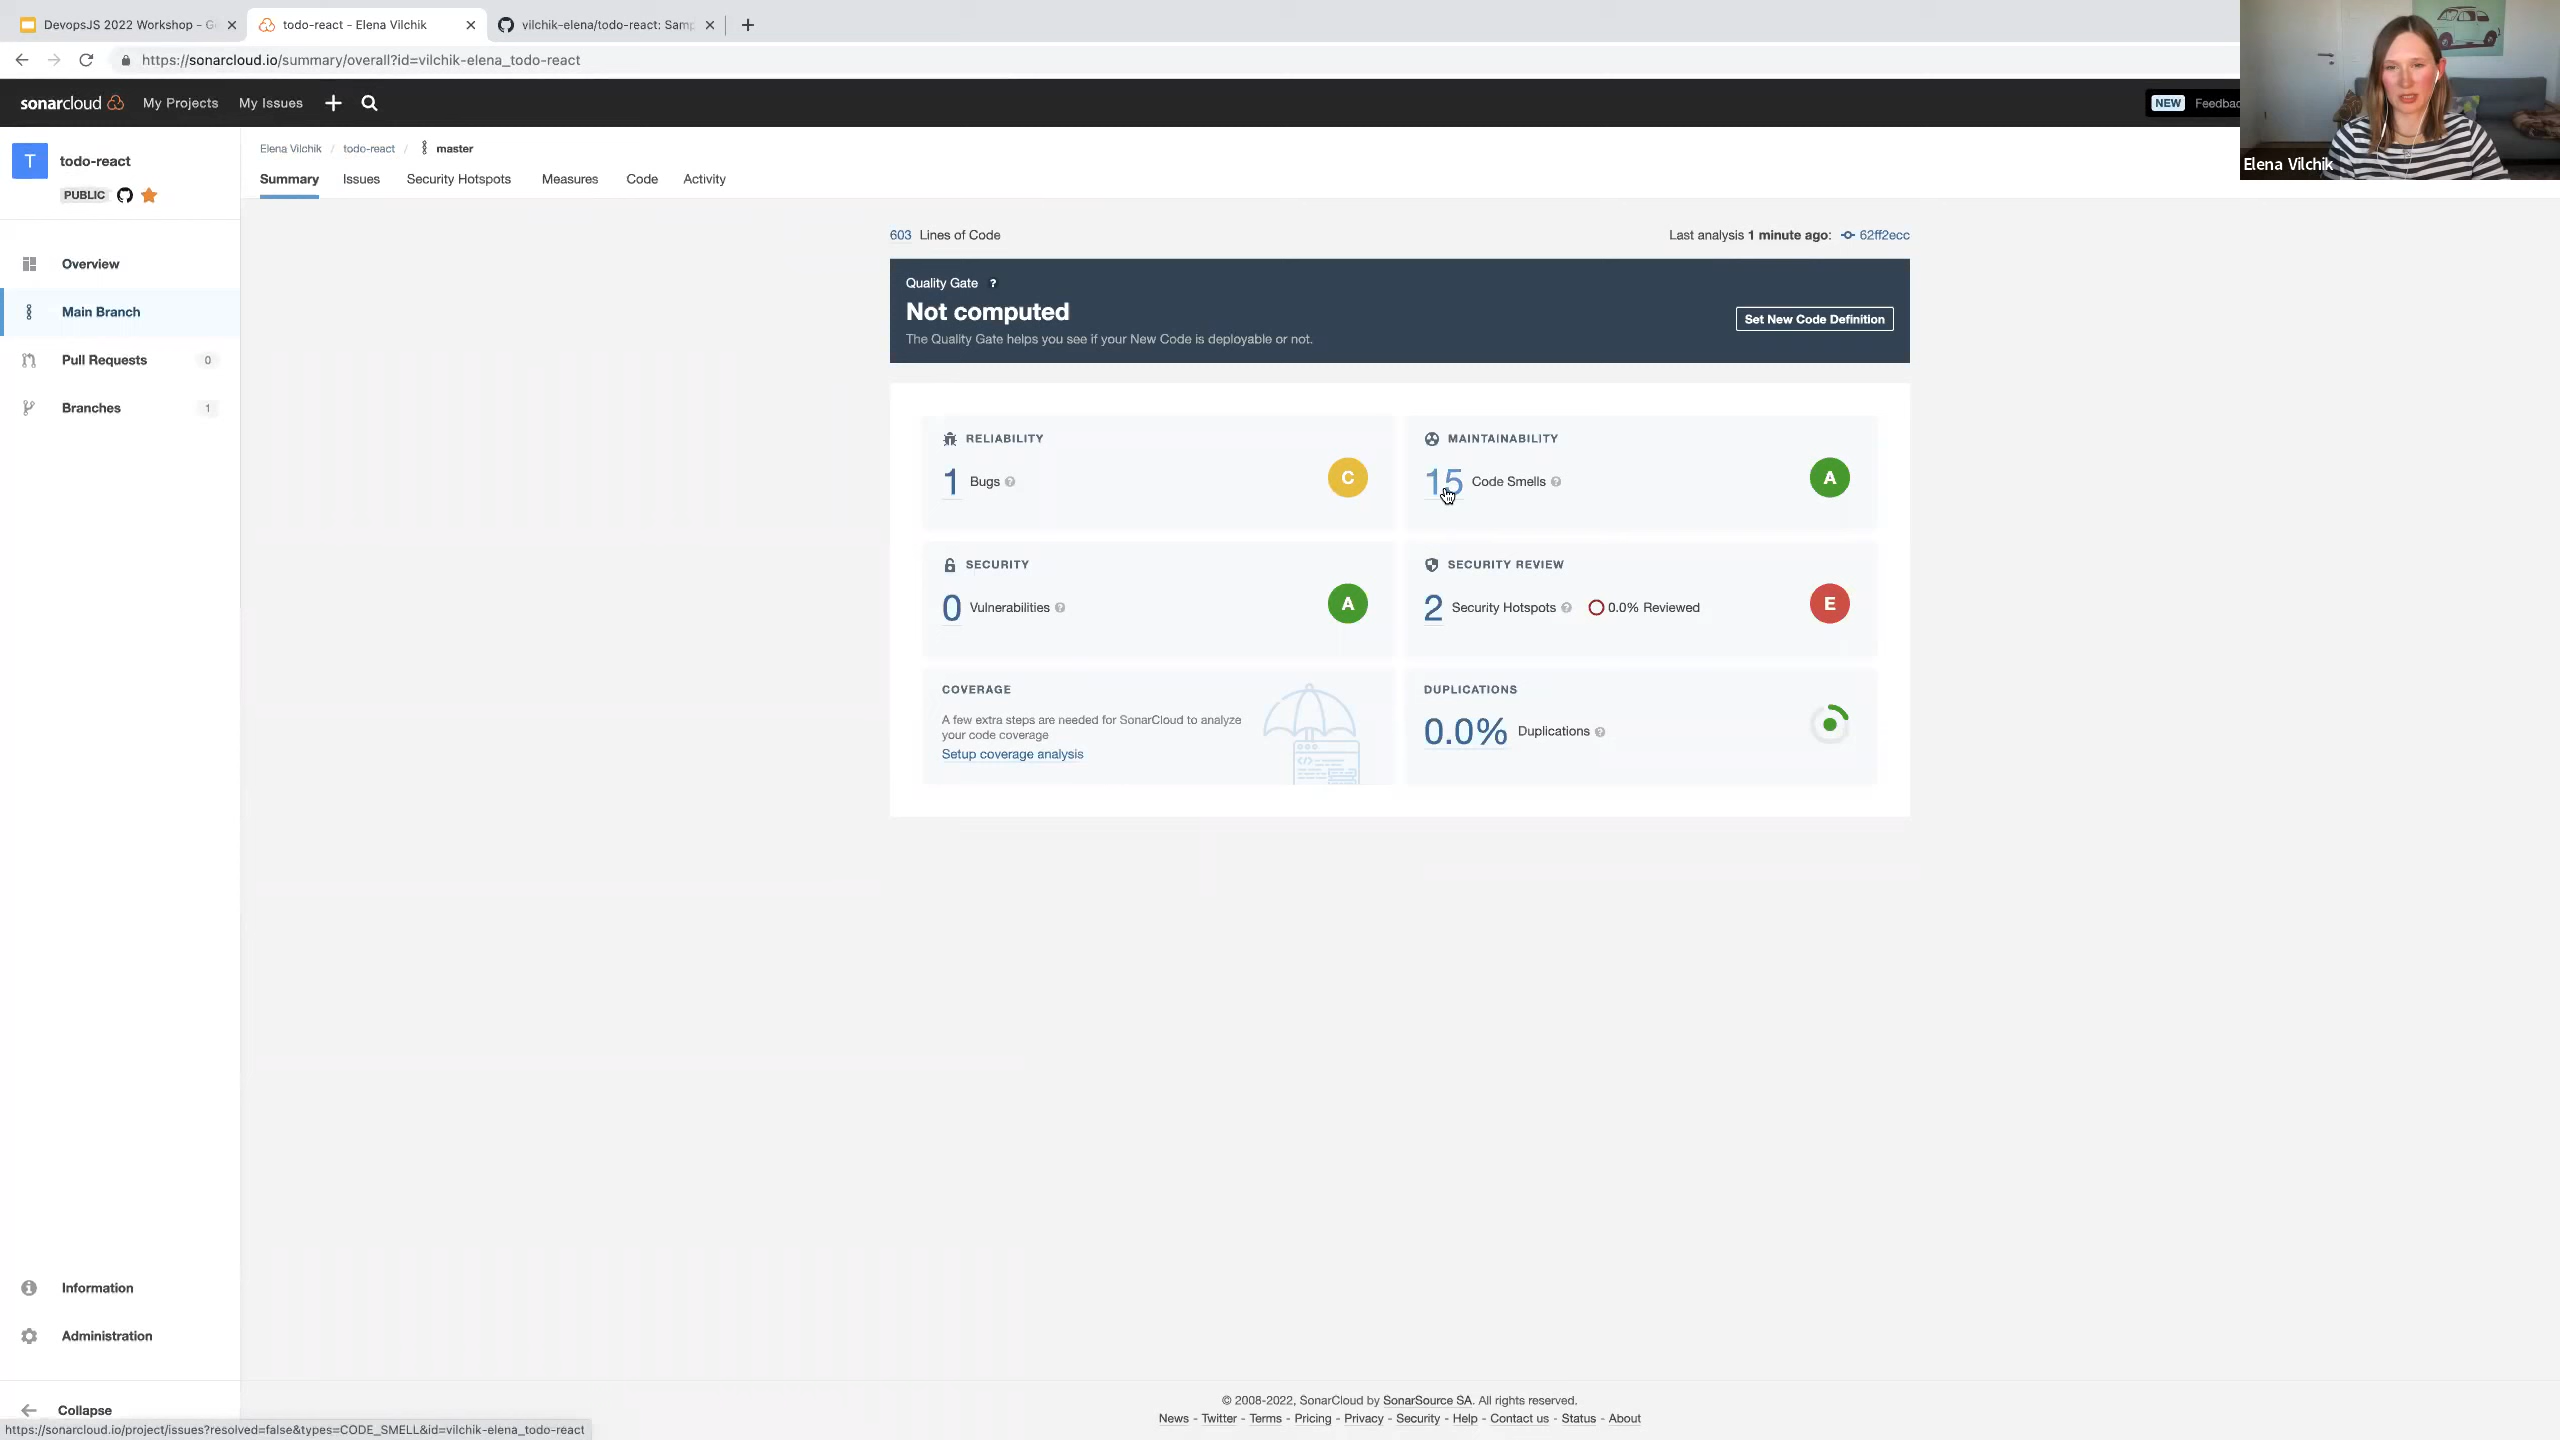 DevopsJS 2022 Workshop - G
todo-react - Elena Vilchik
vilchik-elena/todo-react: Samp
https://sonarcloud.io/summary/overall?id=vilchik-elena_todo-react
sonarcloud
My Projects
My Issues
NEW
Feedbac
Elena Vilchik
T
todo-react
PUBLIC
Overview
Main Branch
Pull Requests 0
Branches 1
Elena Vilchik / todo-react / master
Summary
Issues
Security Hotspots
Measures
Code
Activity
603 Lines of Code
Last analysis 1 minute ago: 62ff2ecc
Quality Gate ?
Not computed
The Quality Gate helps you see if your New Code is deployable or not.
Set New Code Definition
RELIABILITY
1 Bugs ?
C
MAINTAINABILITY
15 Code Smells ?
A
SECURITY
0 Vulnerabilities ?
A
SECURITY REVIEW
2 Security Hotspots ? 0.0% Reviewed
E
COVERAGE
A few extra steps are needed for SonarCloud to analyze
your code coverage
Setup coverage analysis
DUPLICATIONS
0.0% Duplications ?
Information
Administration
Collapse
© 2008-2022, SonarCloud by SonarSource SA. All rights reserved.
News - Twitter - Terms - Pricing - Privacy - Security - Help - Contact us - Status - About
https://sonarcloud.io/project/issues?resolved=false&types=CODE_SMELL&id=vilchik-elena_todo-react